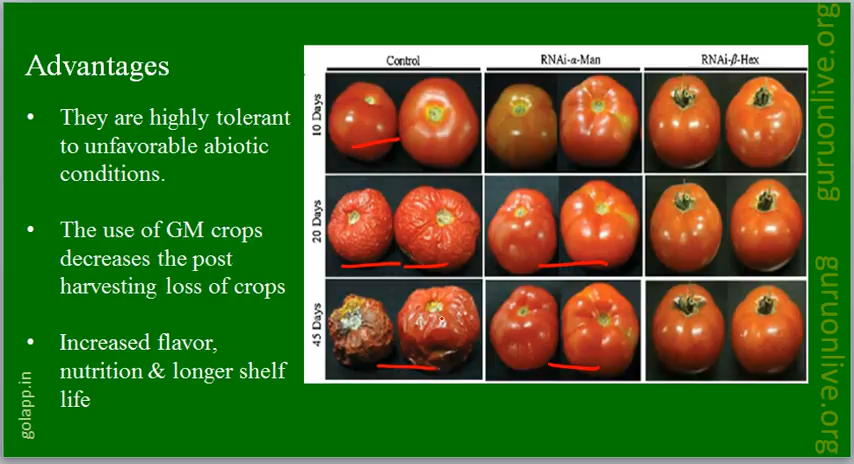 Advantages
• They are highly tolerant
to unfavorable abiotic
conditions.
• The use of GM crops
decreases the post
harvesting loss of crops
• Increased flavor,
nutrition & longer shelf
life
Control
RNAi-α-Man
RNAi-β-Hex
10 Days
20 Days
45 Days
golapp.in
guruonlive.org
guruonlive.org